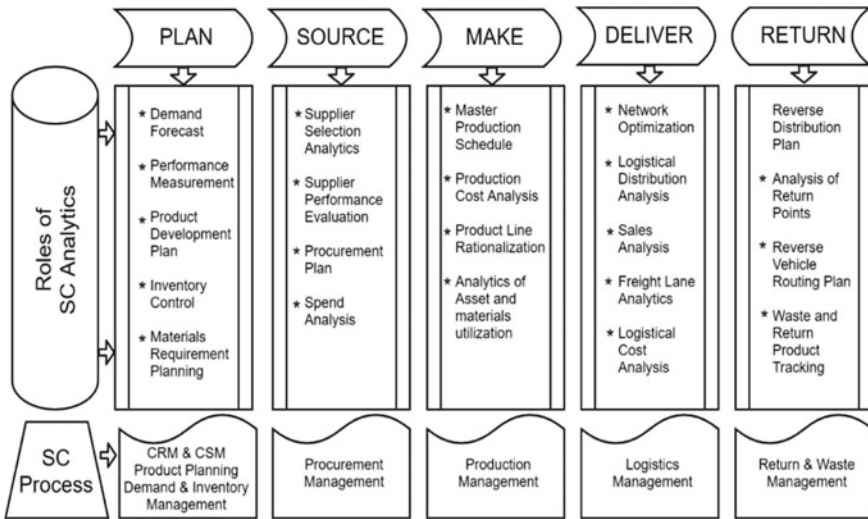 PLAN
SOURCE
MAKE
DELIVER
RETURN
Roles of
SC Analytics
* Demand
Forecast
* Performance
Measurement
* Product
Development
Plan
* Inventory
Control
* Materials
Requirement
Planning
* Supplier
Selection
Analytics
* Supplier
Performance
Evaluation
* Procurement
Plan
* Spend
Analysis
* Master
Production
Schedule
* Production
Cost Analysis
* Product Line
Rationalization
* Analytics of
Asset and
materials
utilization
* Network
Optimization
* Logistical
Distribution
Analysis
* Sales
Analysis
* Freight Lane
Analytics
* Logistical
Cost
Analysis
Reverse
Distribution
Plan
* Analysis of
Return
Points
* Reverse
Vehicle
Routing Plan
* Waste and
Return
Product
Tracking
SC
Process
CRM & CSM
Product Planning
Demand & Inventory
Management
Procurement
Management
Production
Management
Logistics
Management
Return & Waste
Management